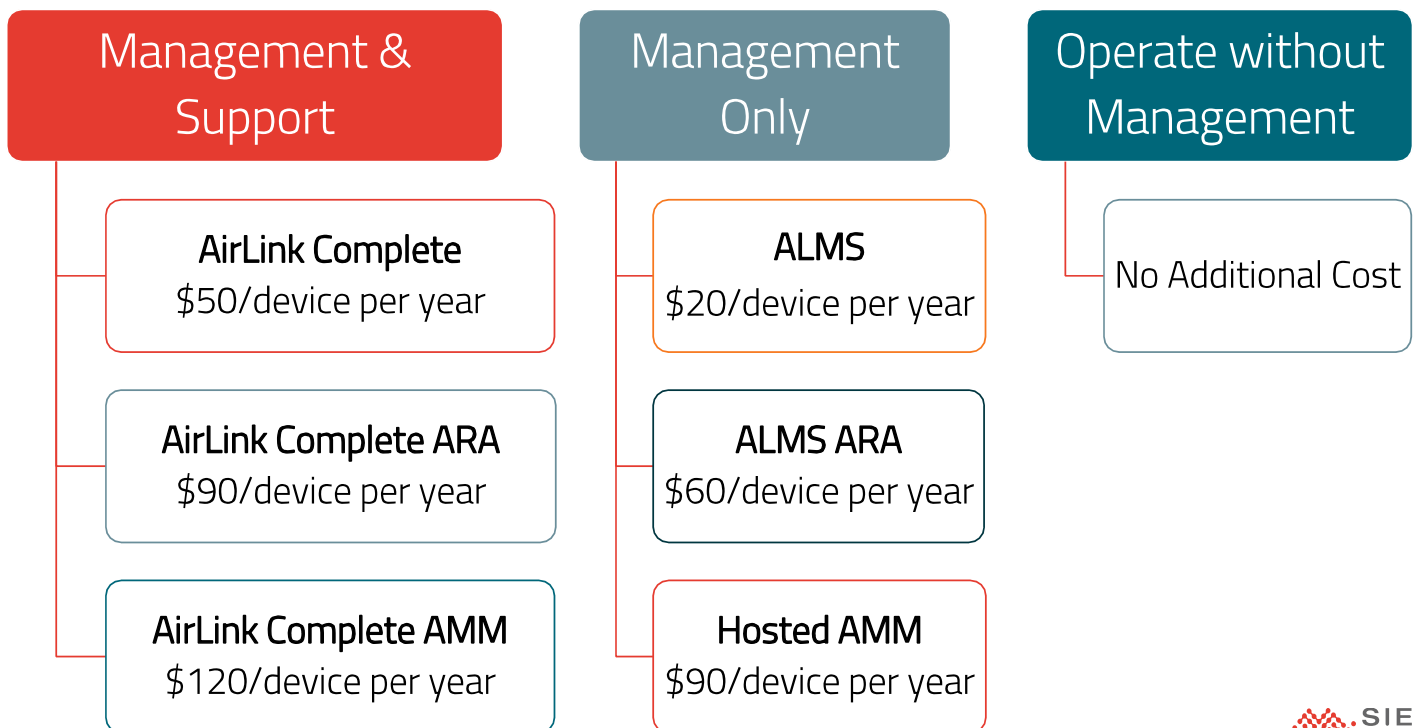 Management &
Support
AirLink Complete
$50/device per year
AirLink Complete ARA
$90/device per year
AirLink Complete AMM
$120/device per year
Management
Only
ALMS
$20/device per year
ALMS ARA
$60/device per year
Hosted AMM
$90/device per year
Operate without
Management
No Additional Cost
SIE